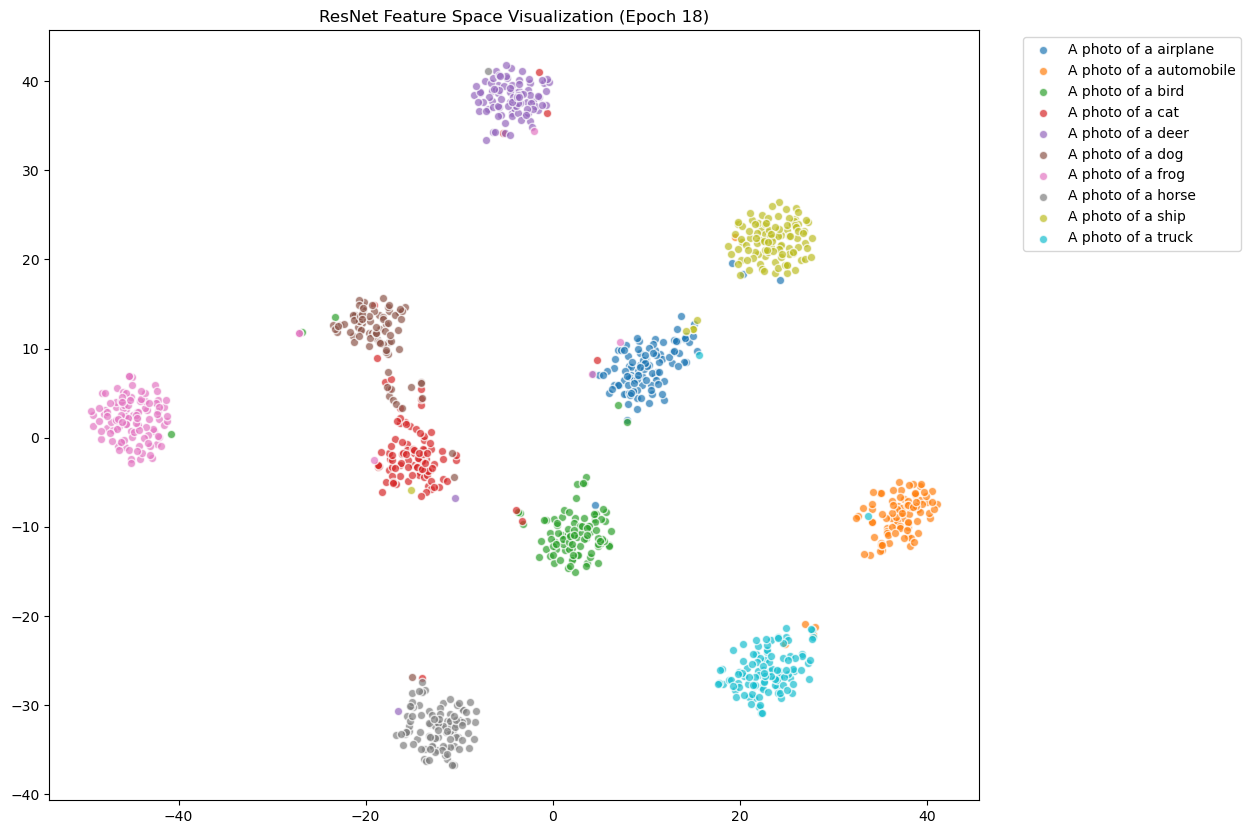 ResNet Feature Space Visualization (Epoch 18)
A photo of a airplane
A photo of a automobile
A photo of a bird
A photo of a cat
A photo of a deer
A photo of a dog
A photo of a frog
A photo of a horse
A photo of a ship
A photo of a truck
40
30
20
10
0
−10
−20
−30
−40
−40
−20
0
20
40